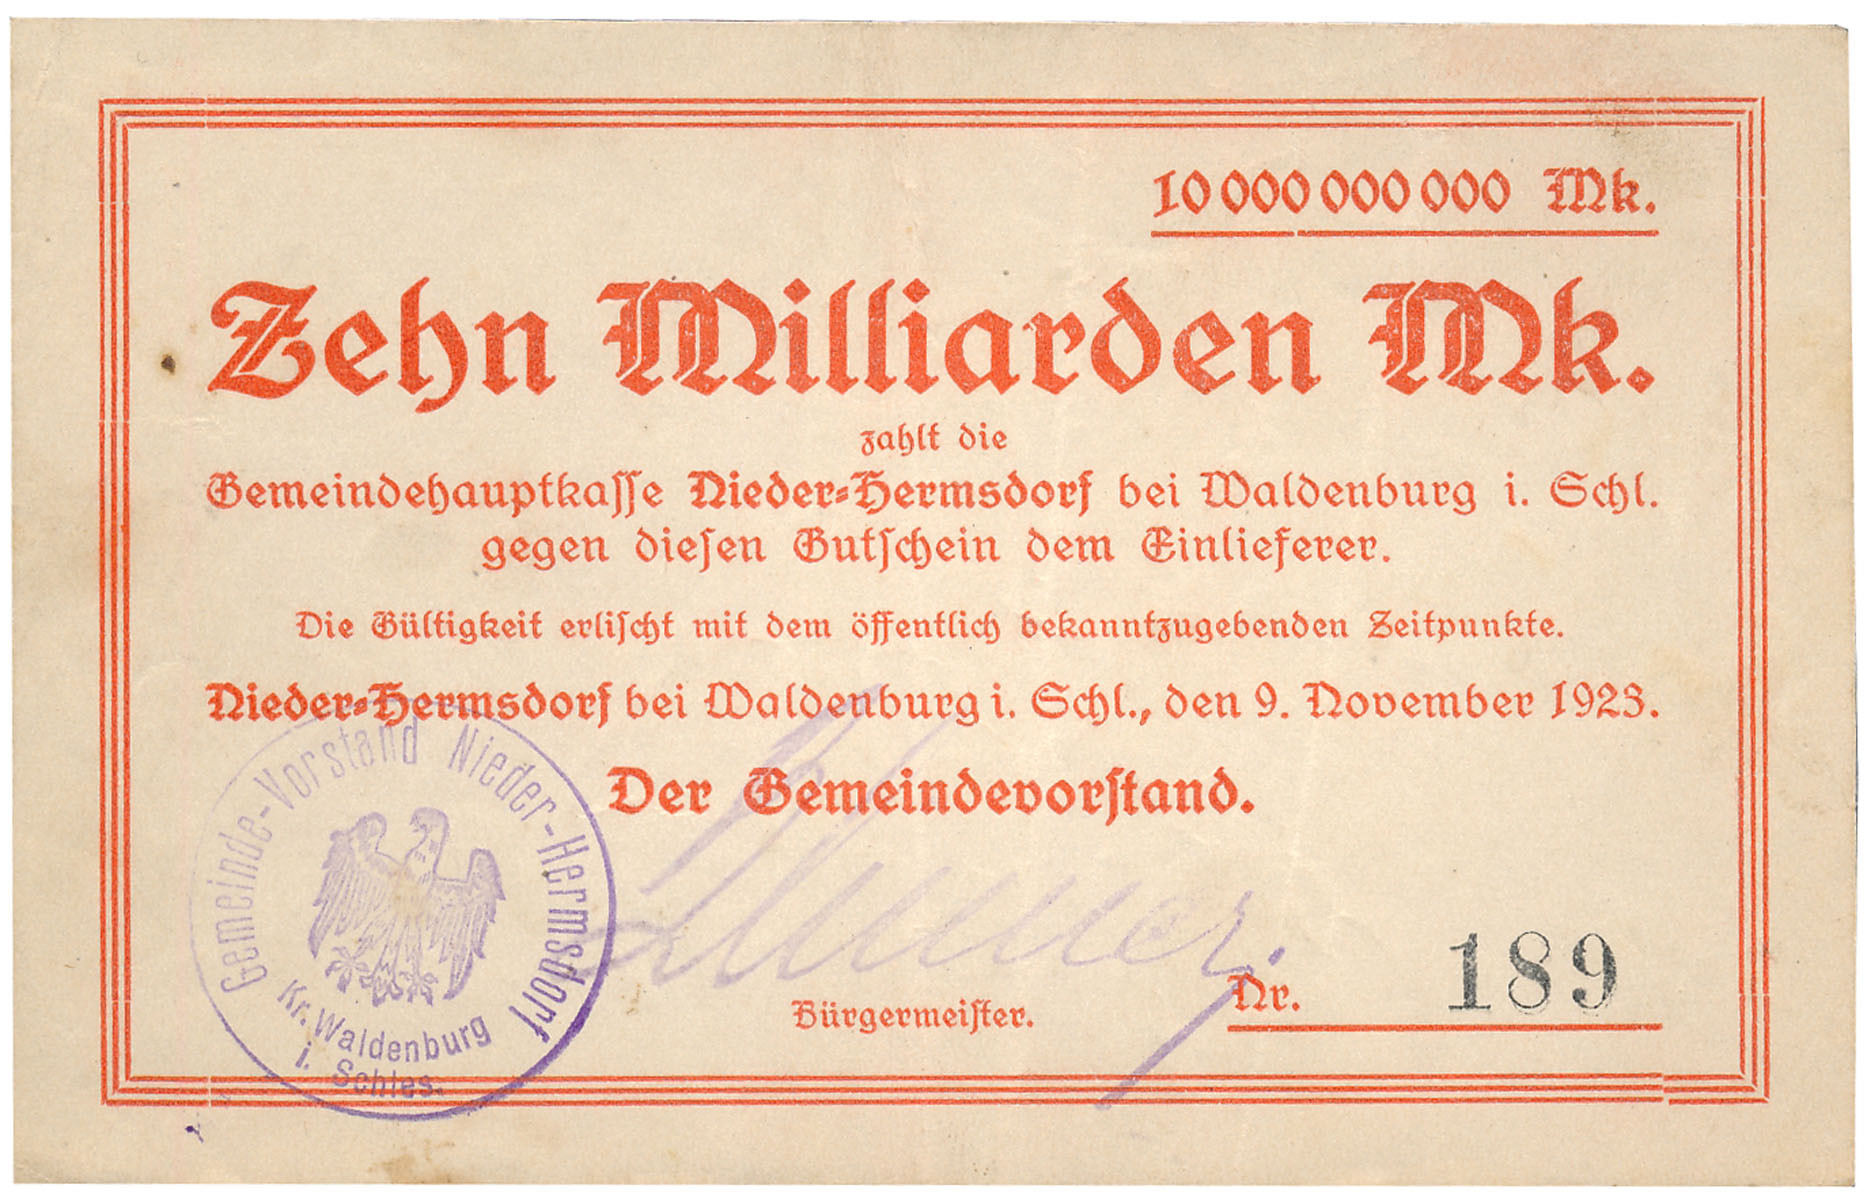 10 000 000 000 Mk.
Zehn Milliarden Mk.
zahlt die
Gemeindehauptkasse Nieder-Hermsdorf bei Waldenburg i. Schl.
gegen diesen Gutschein dem Einlieferer.
Die Gültigkeit erlischt mit dem öffentlich bekanntzugebenden Zeitpunkte.
Nieder-Hermsdorf bei Waldenburg i. Schl., den 9. November 1923.
Der Gemeindevorstand.
Gemeinde-Vorstand Nieder-Hermsdorf
Kr. Waldenburg
i. Schles.
Bürgermeister.
Nr. 189